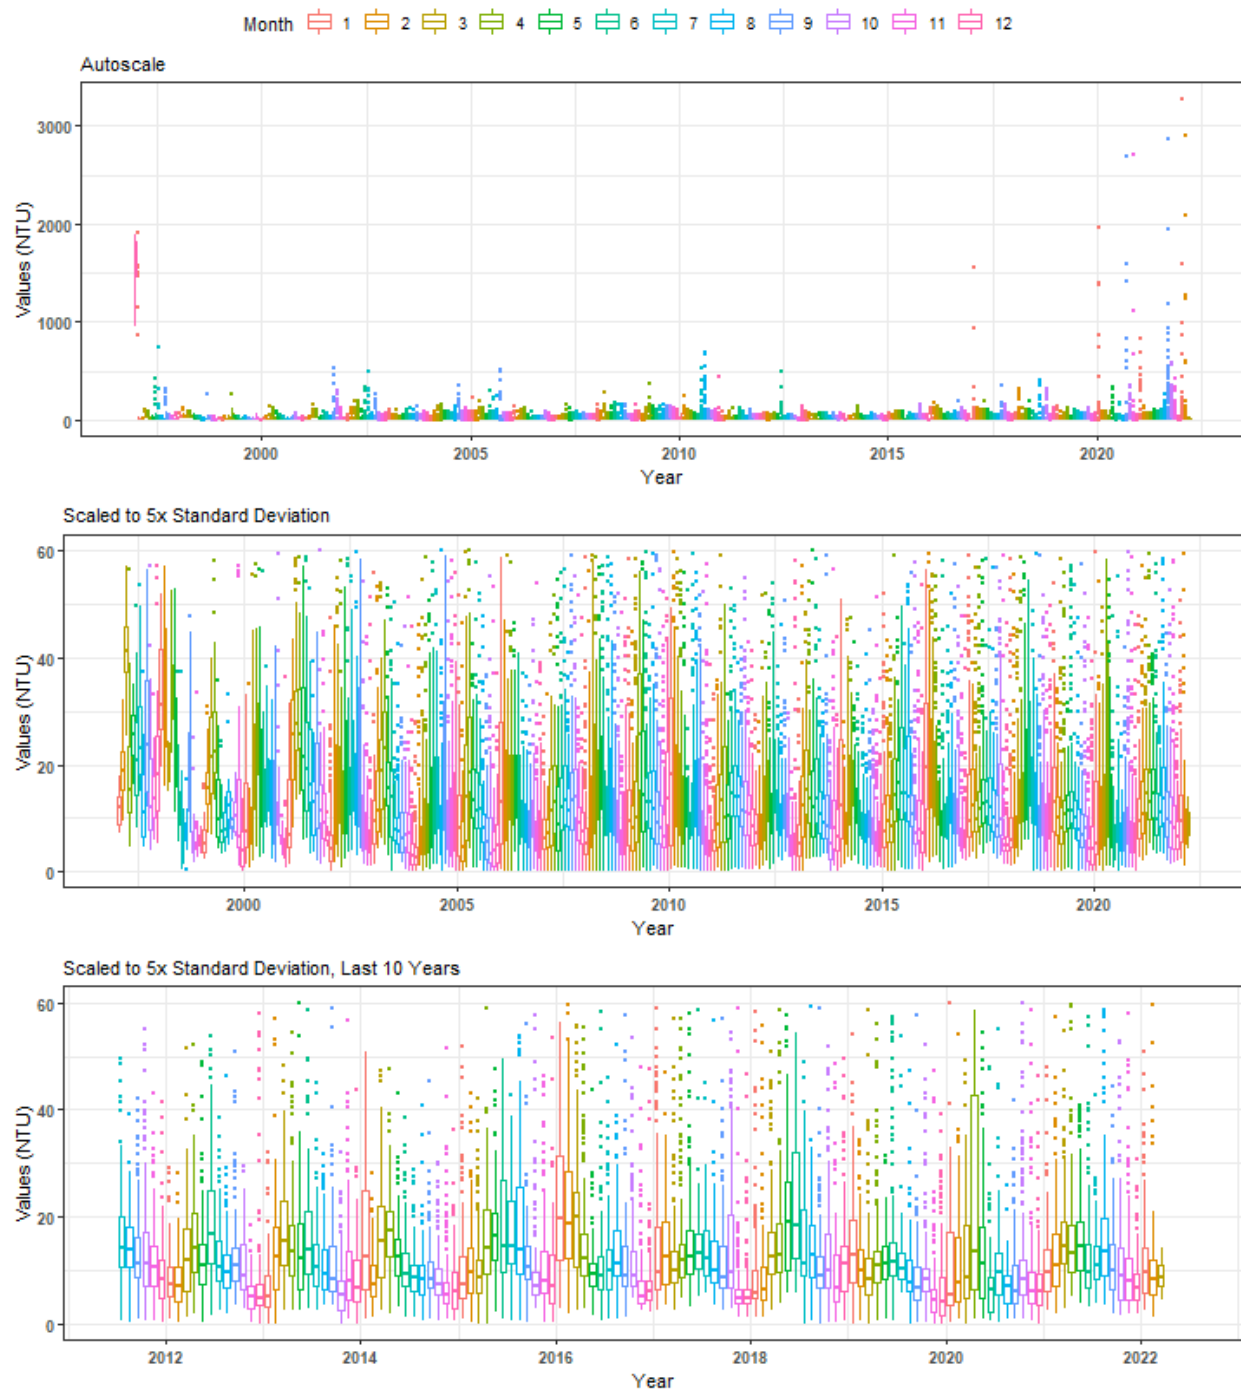 Month 1 2 3 4 5 6 7 8 9 10 11 12
Autoscale
Values (NTU)
3000
2000
1000
0
2000 2005 2010 2015 2020
Year
Scaled to 5x Standard Deviation
Values (NTU)
60
40
20
0
2000 2005 2010 2015 2020
Year
Scaled to 5x Standard Deviation, Last 10 Years
Values (NTU)
60
40
20
0
2012 2014 2016 2018 2020 2022
Year